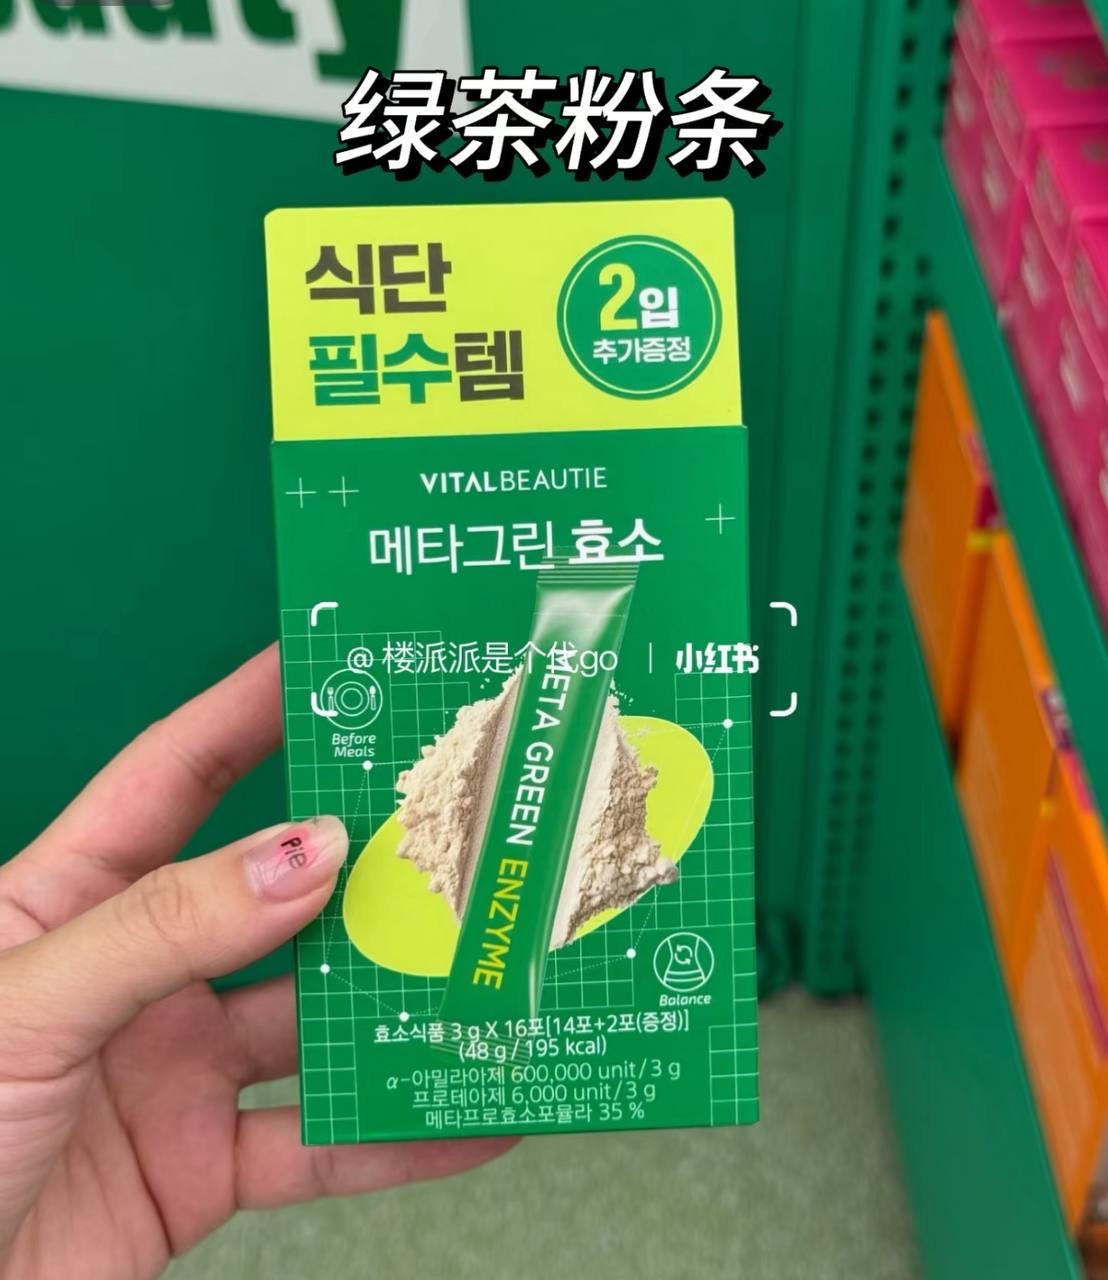 绿茶粉条
식단
필수템
2입
추가증정
VITALBEAUTIE
메타그린 효소
@ 楼派派是个优go | 小红书
Before
Meals
META GREEN ENZYME
Pie
Balance
효소식품 3 g X 16포[14포+2포(증정)]
(48 g / 195 kcal)
α-아밀라아제 600,000 unit/3 g
프로테아제 6,000 unit/3 g
메타프로효소포뮬라 35 %